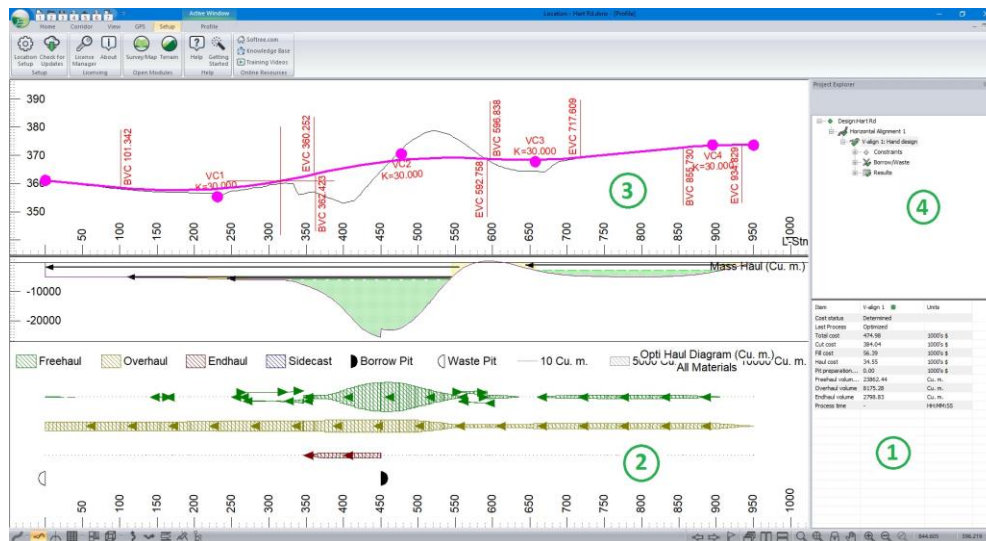 Active Window
Location - Hart Rd.dmx - [Profile]
Home Corridor View GPS Setup Profile
Location Setup
Check for Updates
License Manager
About
Survey/Map
Terrain
Help
Getting Started
Softree.com
Knowledge Base
Training Videos
Setup Licensing Open Modules Help Online Resources
390
380
370
360
350
BVC 101.342
VC1
K=30.000
EVC 360.252
BVC 362.423
VC2
K=30.000
EVC 592.758
BVC 596.838
VC3
K=30.000
EVC 717.609
BVC 855.730
VC4
K=30.000
EVC 934.829
3
50 100 150 200 250 300 350 400 450 500 550 600 650 700 750 800 850 900 950 1000
L-Stn
Mass Haul (Cu. m.)
-10000
-20000
Opti Haul Diagram (Cu. m.)
All Materials
Freehaul Overhaul Endhaul Sidecast Borrow Pit Waste Pit 10 Cu. m. 5000 Cu. m. 10000 Cu. m.
2
50 100 150 200 250 300 350 400 450 500 550 600 650 700 750 800 850 900 950 1000
Project Explorer
Design:Hart Rd
Horizontal Alignment 1
V-align 1: Hand design
Constraints
Borrow/Waste
Results
4
Item V-align 1 Units
Cost status Determined
Last Process Optimized
Total cost 474.98 1000's $
Cut cost 384.04 1000's $
Fill cost 56.39 1000's $
Haul cost 34.55 1000's $
Pit preparation... 0.00 1000's $
Freehaul volum... 23862.44 Cu. m.
Overhaul volume 8175.28 Cu. m.
Endhaul volume 2798.83 Cu. m.
Process time - HH:MM:SS
1
844.605 386.219